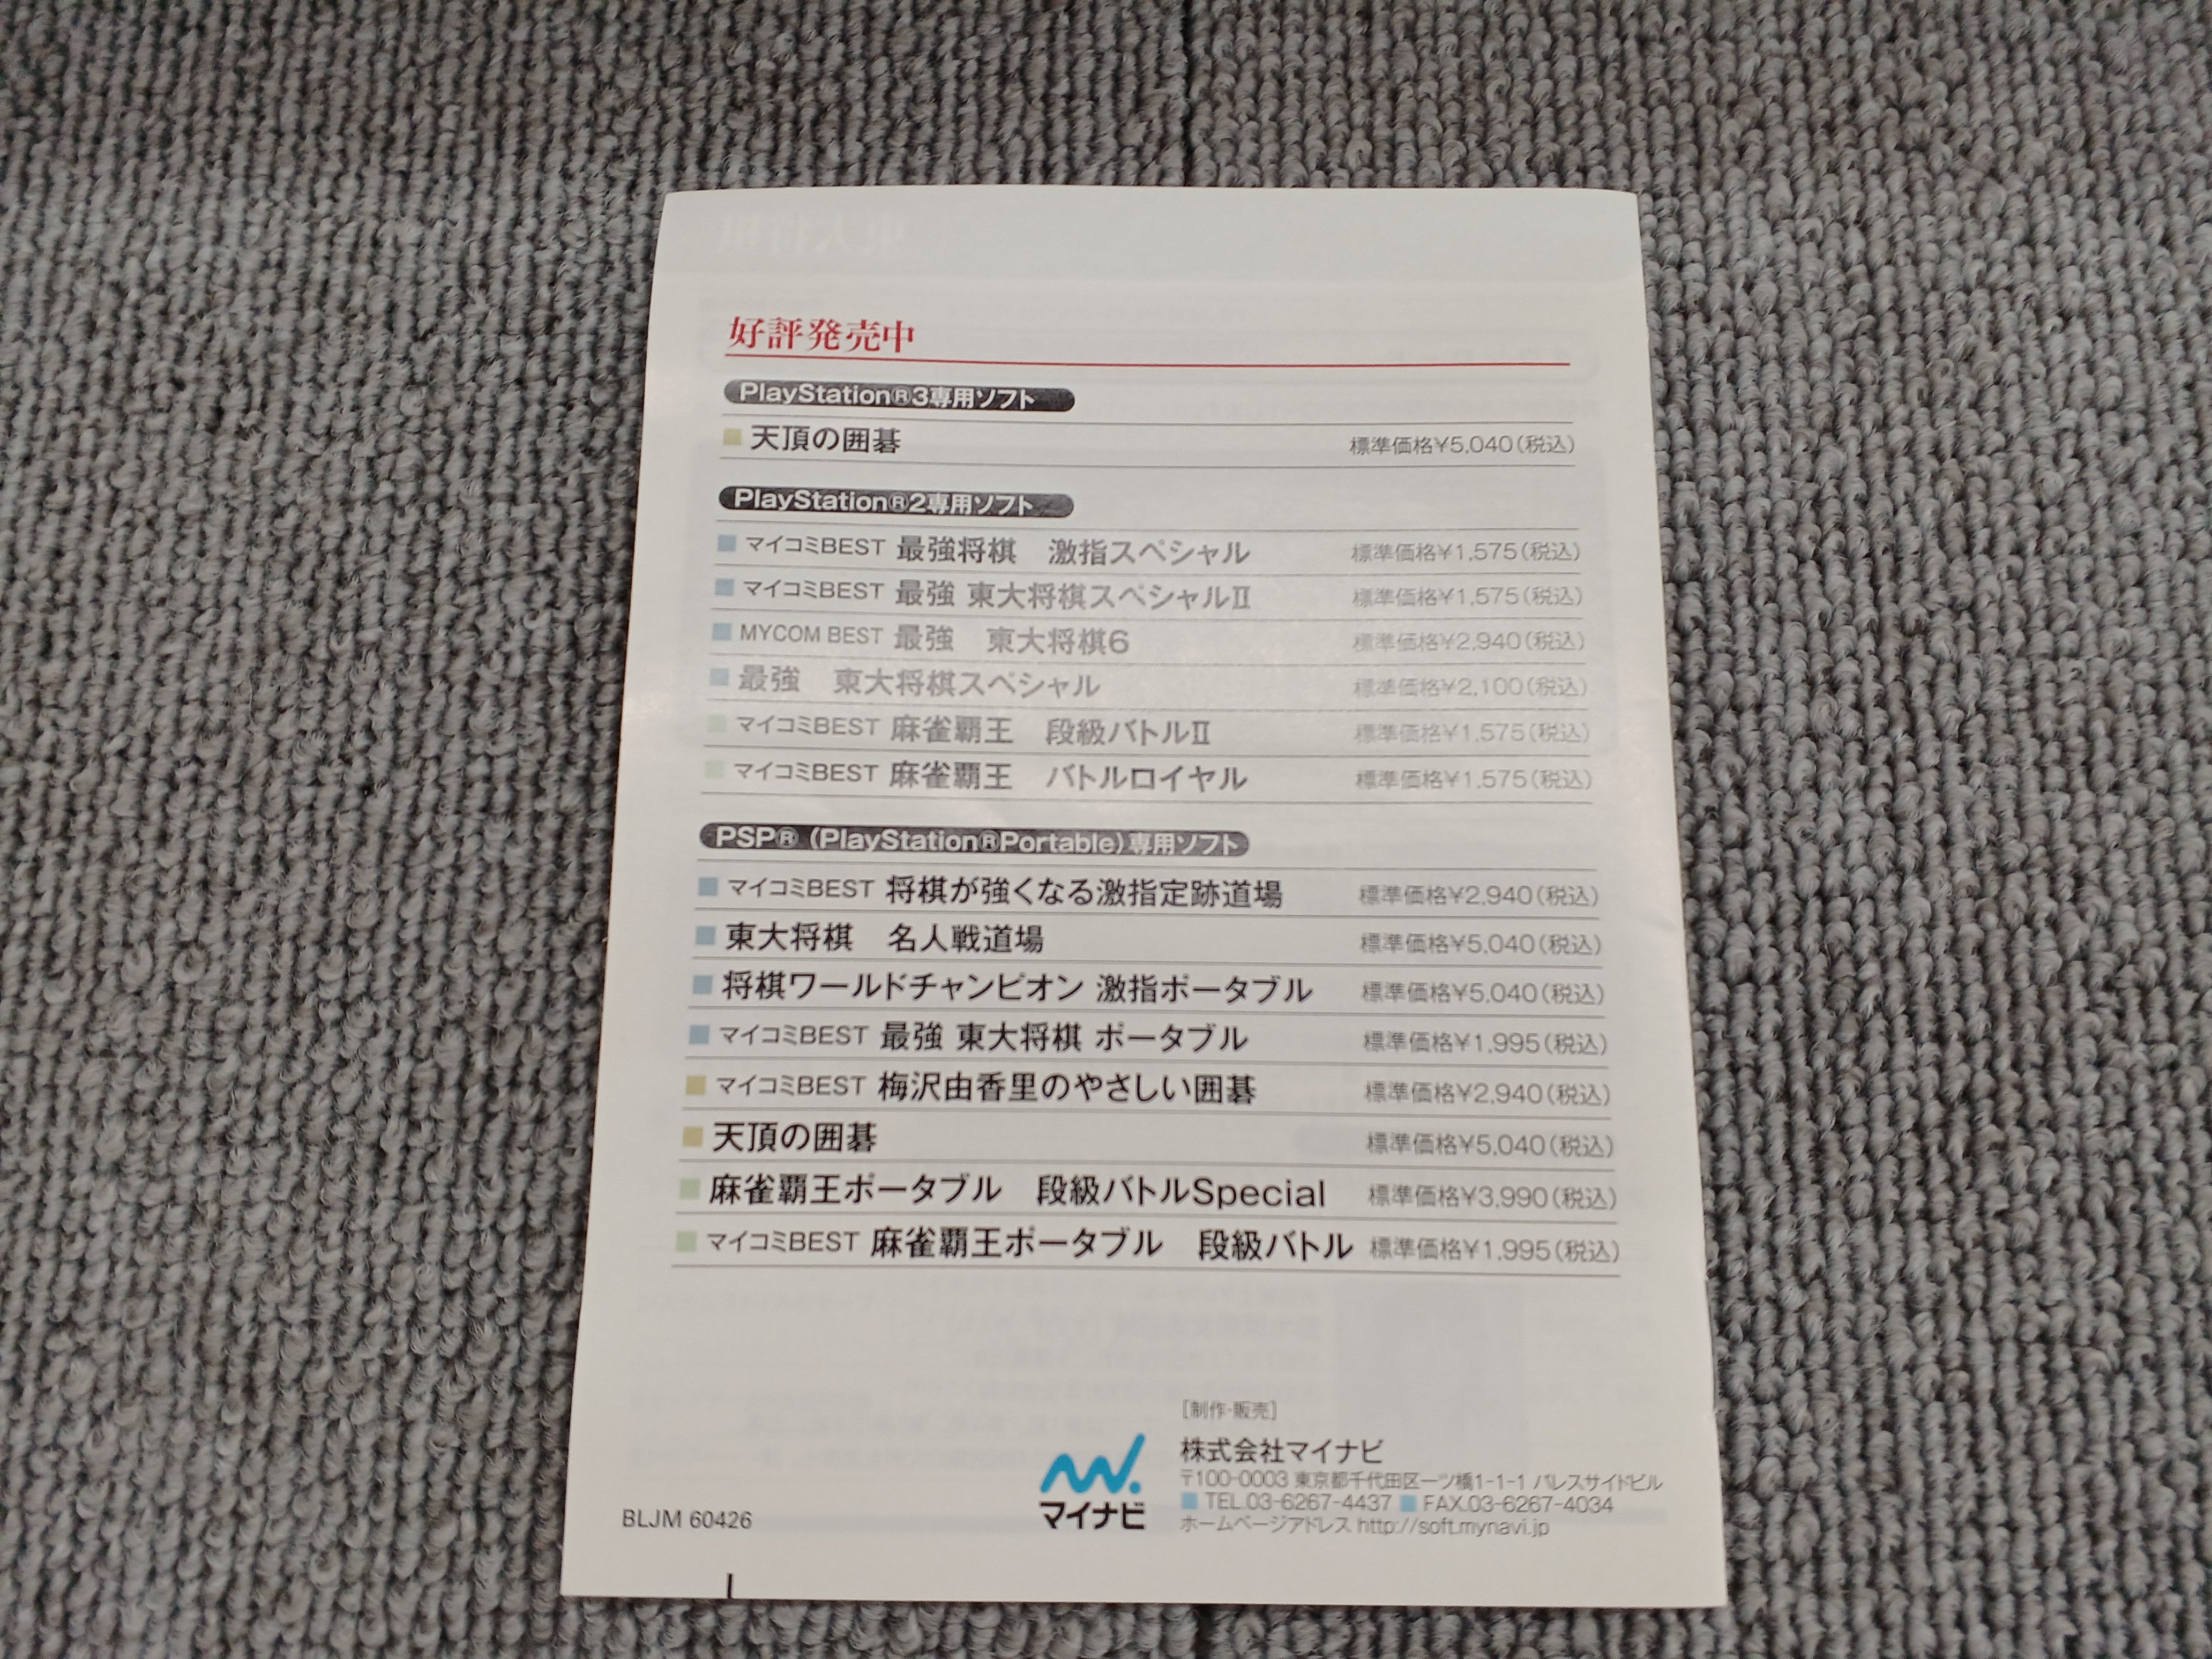 好評発売中
PlayStation®3専用ソフト
天頂の囲碁 標準価格¥5,040(税込)
PlayStation®2専用ソフト
マイコミBEST 最強将棋 激指スペシャル 標準価格¥1,575(税込)
マイコミBEST 最強 東大将棋スペシャルⅡ 標準価格¥1,575(税込)
MYCOM BEST 最強 東大将棋6 標準価格¥2,940(税込)
最強 東大将棋スペシャル 標準価格¥2,100(税込)
マイコミBEST 麻雀覇王 段級バトルⅡ 標準価格¥1,575(税込)
マイコミBEST 麻雀覇王 バトルロイヤル 標準価格¥1,575(税込)
PSP®(PlayStation®Portable)専用ソフト
マイコミBEST 将棋が強くなる激指定跡道場 標準価格¥2,940(税込)
東大将棋 名人戦道場 標準価格¥5,040(税込)
将棋ワールドチャンピオン 激指ポータブル 標準価格¥5,040(税込)
マイコミBEST 最強 東大将棋 ポータブル 標準価格¥1,995(税込)
マイコミBEST 梅沢由香里のやさしい囲碁 標準価格¥2,940(税込)
天頂の囲碁 標準価格¥5,040(税込)
麻雀覇王ポータブル 段級バトルSpecial 標準価格¥3,990(税込)
マイコミBEST 麻雀覇王ポータブル 段級バトル 標準価格¥1,995(税込)
[制作・販売]
株式会社マイナビ
〒100-0003 東京都千代田区一ツ橋1-1-1 パレスサイドビル
TEL.03-6267-4437 FAX.03-6267-4034
ホームページアドレス http://soft.mynavi.jp
マイナビ
BLJM 60426